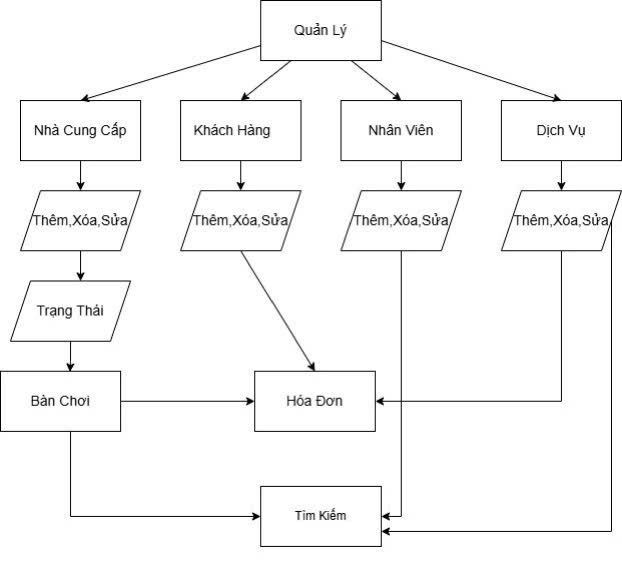 Quản Lý
Nhà Cung Cấp
Khách Hàng
Nhân Viên
Dịch Vụ
Thêm,Xóa,Sửa
Thêm,Xóa,Sửa
Thêm,Xóa,Sửa
Thêm,Xóa,Sửa
Trạng Thái
Bàn Chơi
Hóa Đơn
Tìm Kiếm